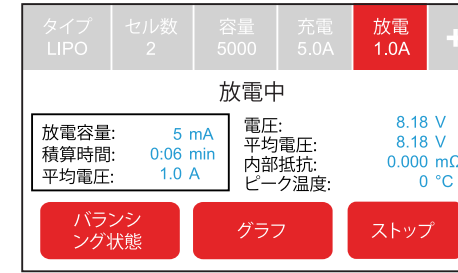 タイプ セル数 容量 充電 放電
LIPO 2 5000 5.0A 1.0A
放電中
放電容量: 5 mA
積算時間: 0:06 min
平均電圧: 1.0 A
電圧: 8.18 V
平均電圧: 8.18 V
内部抵抗: 0.000 mΩ
ピーク温度: 0 °C
バランシ
ング状態
グラフ
ストップ